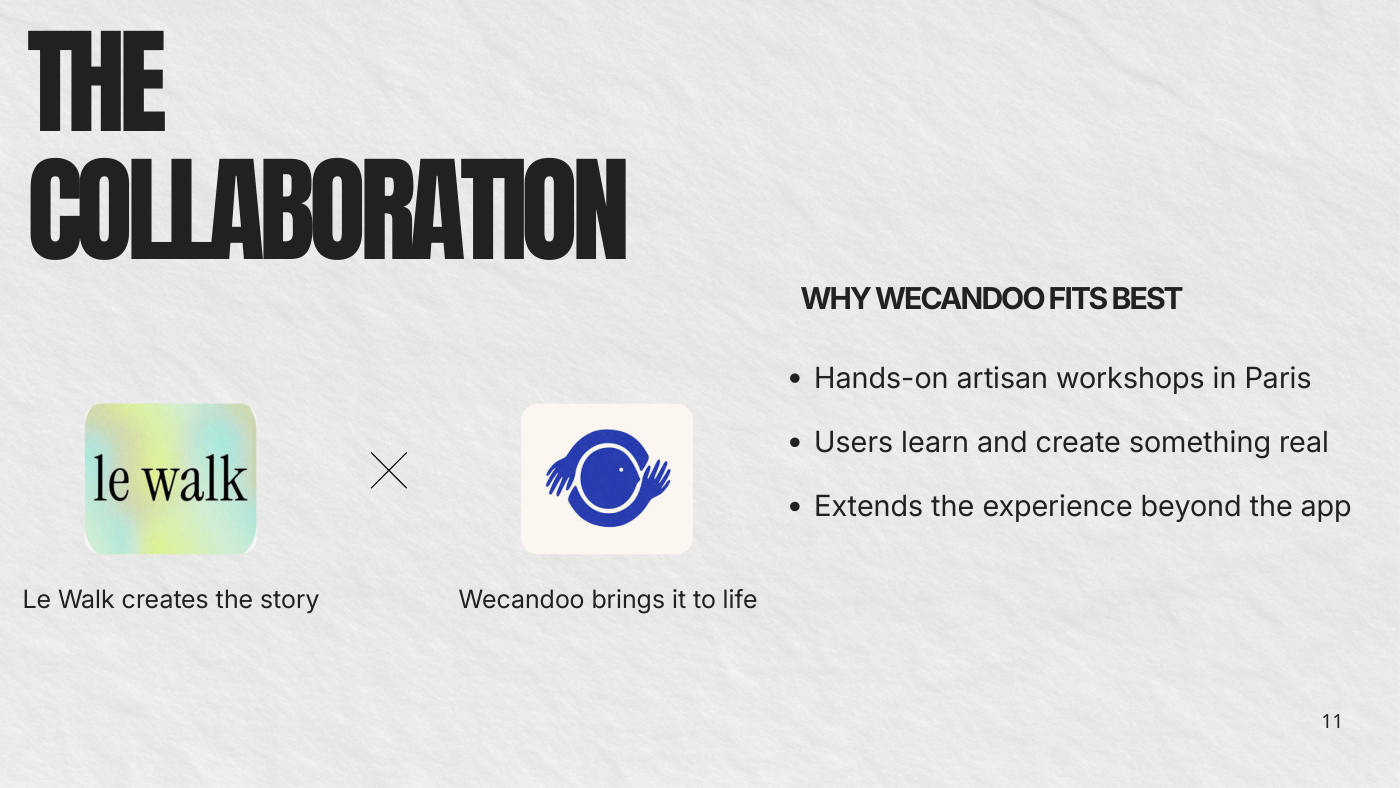 THE
COLLABORATION
le walk
Le Walk creates the story
Wecandoo brings it to life
WHY WECANDOO FITS BEST
• Hands-on artisan workshops in Paris
• Users learn and create something real
• Extends the experience beyond the app
11